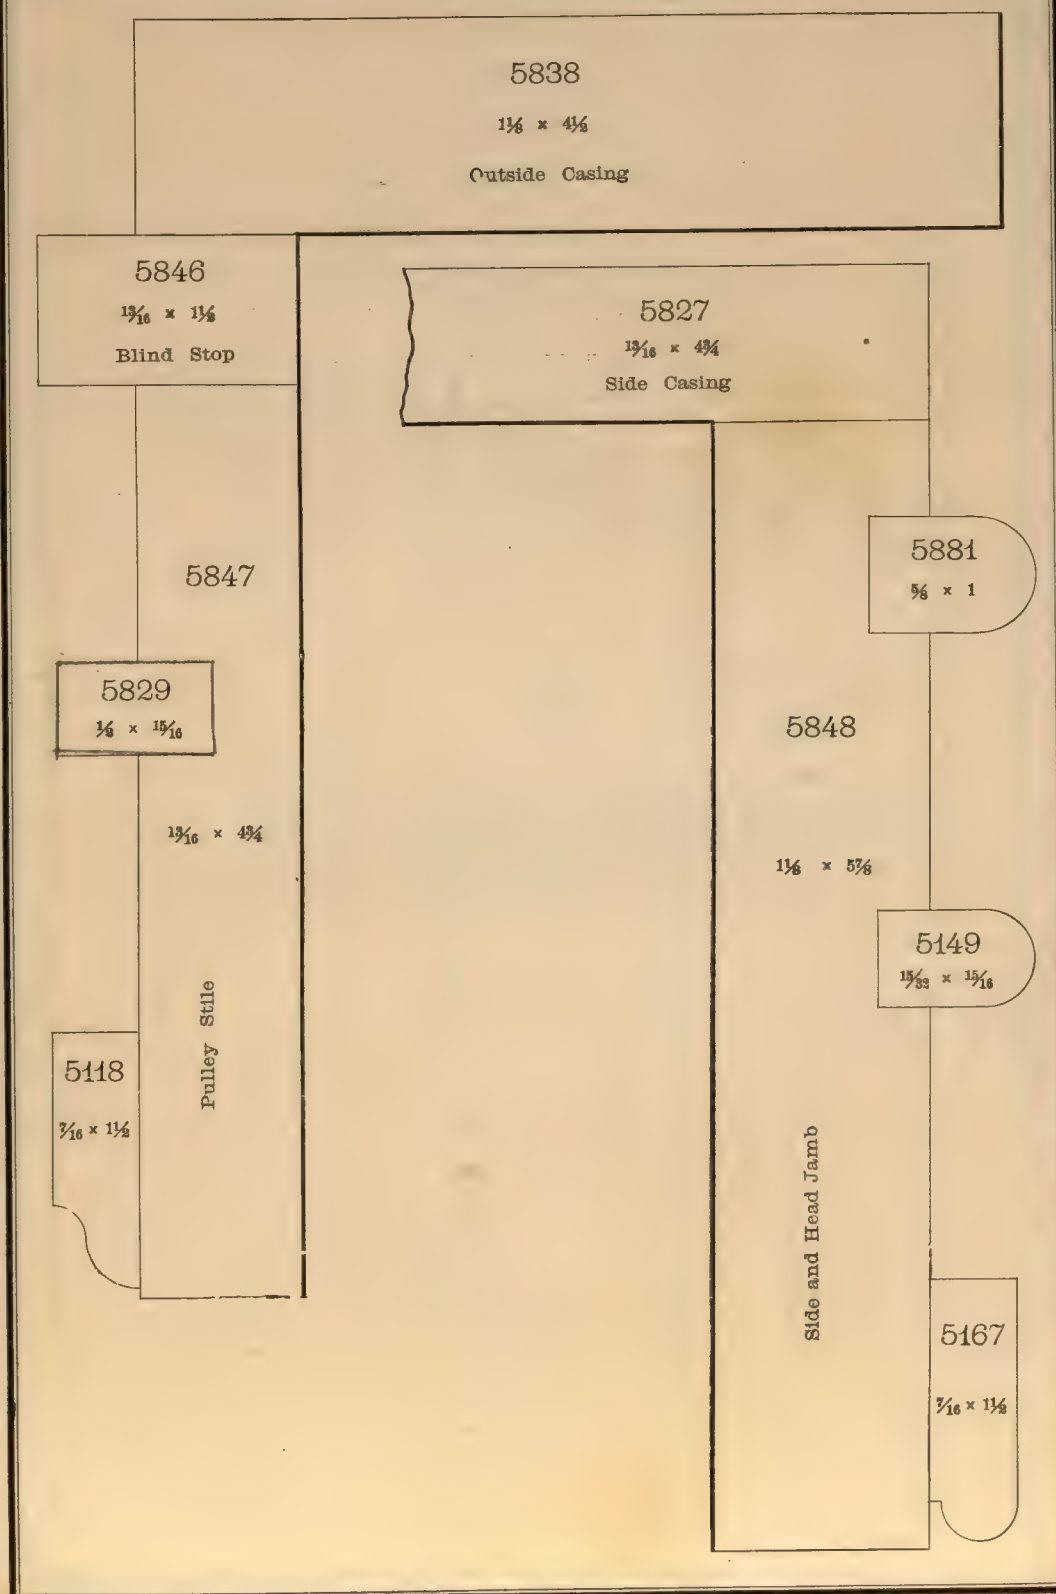 5838
1⅛ × 4½
Outside Casing
5846
13/16 × 1½
Blind Stop
5827
13/16 × 4¾
Side Casing
5847
5829
½ × 15/16
13/16 × 4¾
Pulley Stile
5118
7/16 × 1½
5881
⅝ × 1
5848
1⅛ × 5⅞
5149
15/32 × 15/16
Side and Head Jamb
5167
7/16 × 1½